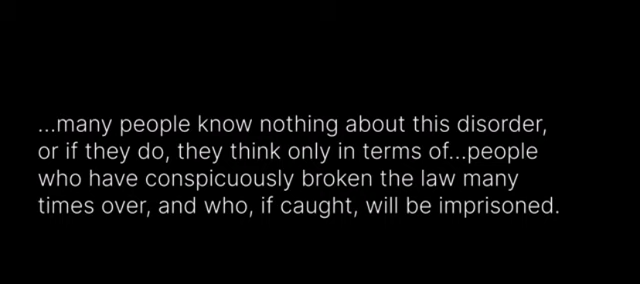 ...many people know nothing about this disorder,
or if they do, they think only in terms of...people
who have conspicuously broken the law many
times over, and who, if caught, will be imprisoned.